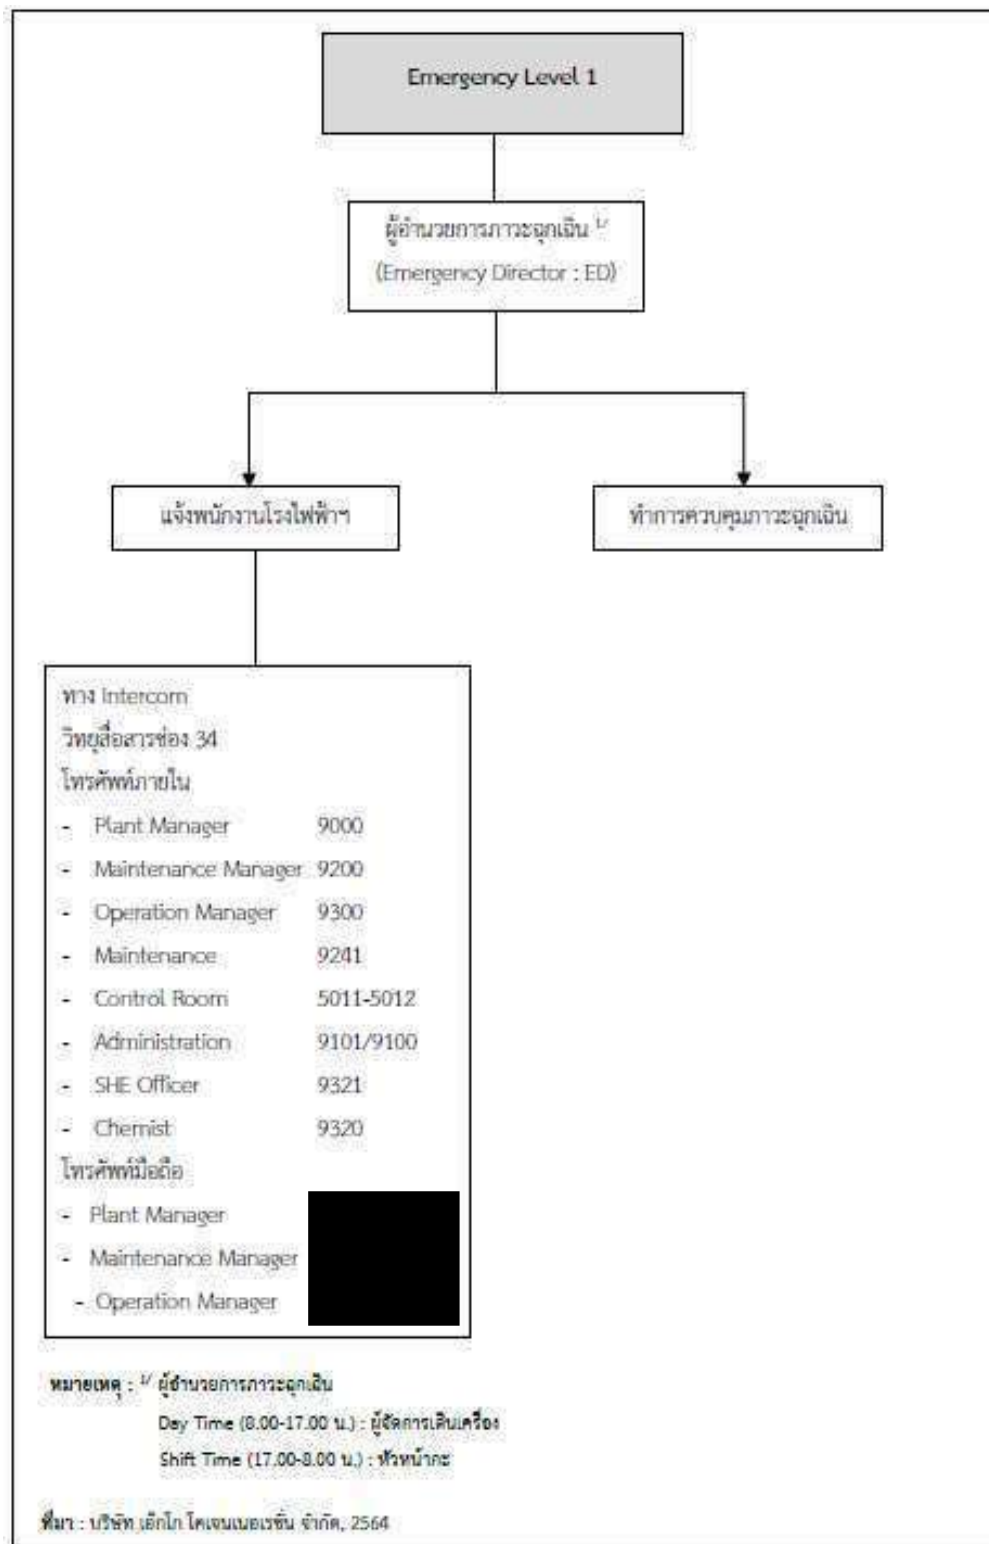 Emergency Level 1
ผู้อำนวยการภาวะฉุกเฉิน 1/
(Emergency Director : ED)
แจ้งพนักงานโรงไฟฟ้าฯ
ทำการควบคุมภาวะฉุกเฉิน
ทาง Intercom
วิทยุสื่อสารช่อง 34
โทรศัพท์ภายใน
- Plant Manager 9000
- Maintenance Manager 9200
- Operation Manager 9300
- Maintenance 9241
- Control Room 5011-5012
- Administration 9101/9100
- SHE Officer 9321
- Chemist 9320
โทรศัพท์มือถือ
- Plant Manager
- Maintenance Manager
- Operation Manager
หมายเหตุ : 1/ ผู้อำนวยการภาวะฉุกเฉิน
Day Time (8.00-17.00 น.) : ผู้จัดการเดินเครื่อง
Shift Time (17.00-8.00 น.) : หัวหน้ากะ
ที่มา : บริษัท เอ็กโก โคเจนเนอเรชั่น จำกัด, 2564